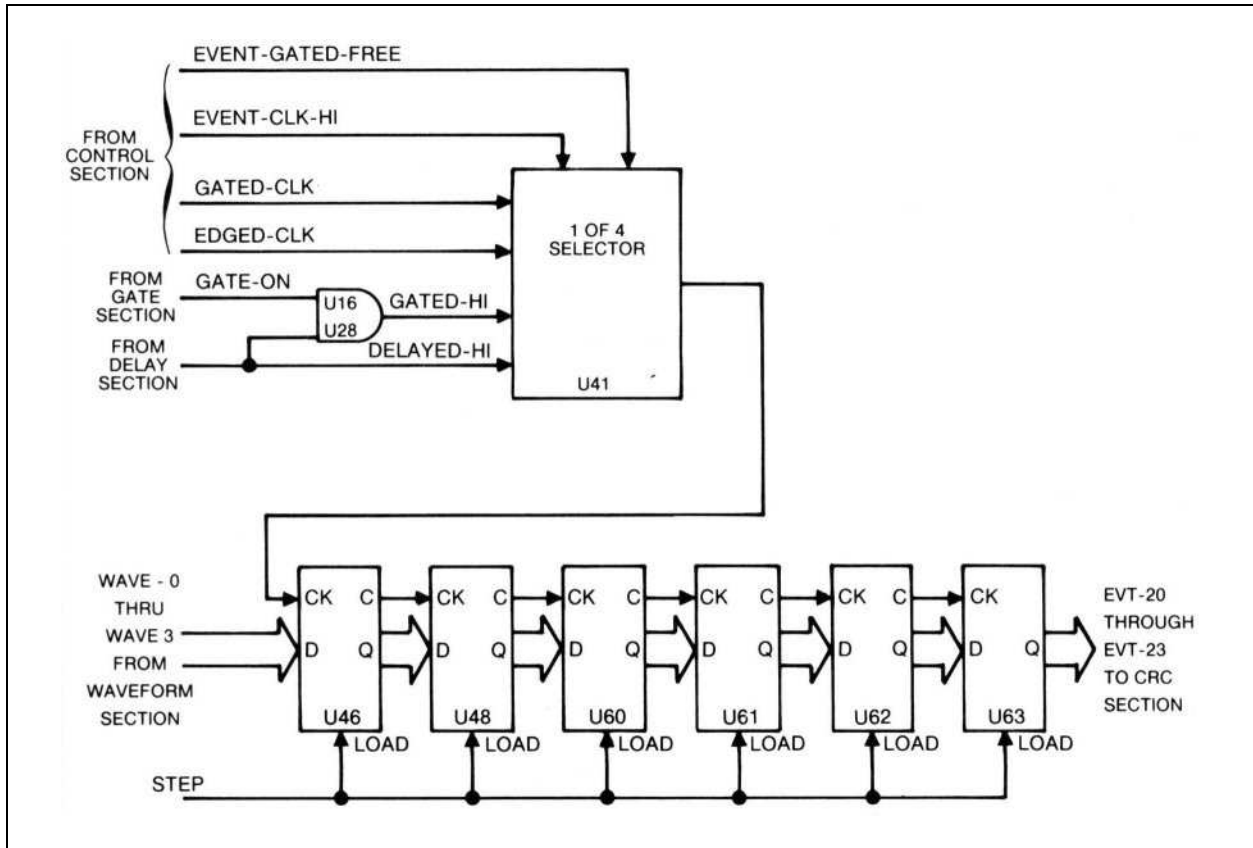 EVENT-GATED-FREE
EVENT-CLK-HI
FROM
CONTROL
SECTION
GATED-CLK
EDGED-CLK
1 OF 4
SELECTOR
FROM
GATE
SECTION
GATE-ON
U16
U28
GATED-HI
FROM
DELAY
SECTION
DELAYED-HI
U41
WAVE - 0
THRU
WAVE 3
FROM
WAVEFORM
SECTION
CK C
D Q
U46
LOAD
CK C
D Q
U48
LOAD
CK C
D Q
U60
LOAD
CK C
D Q
U61
LOAD
CK C
D Q
U62
LOAD
CK
D Q
U63
LOAD
EVT-20
THROUGH
EVT-23
TO CRC
SECTION
STEP